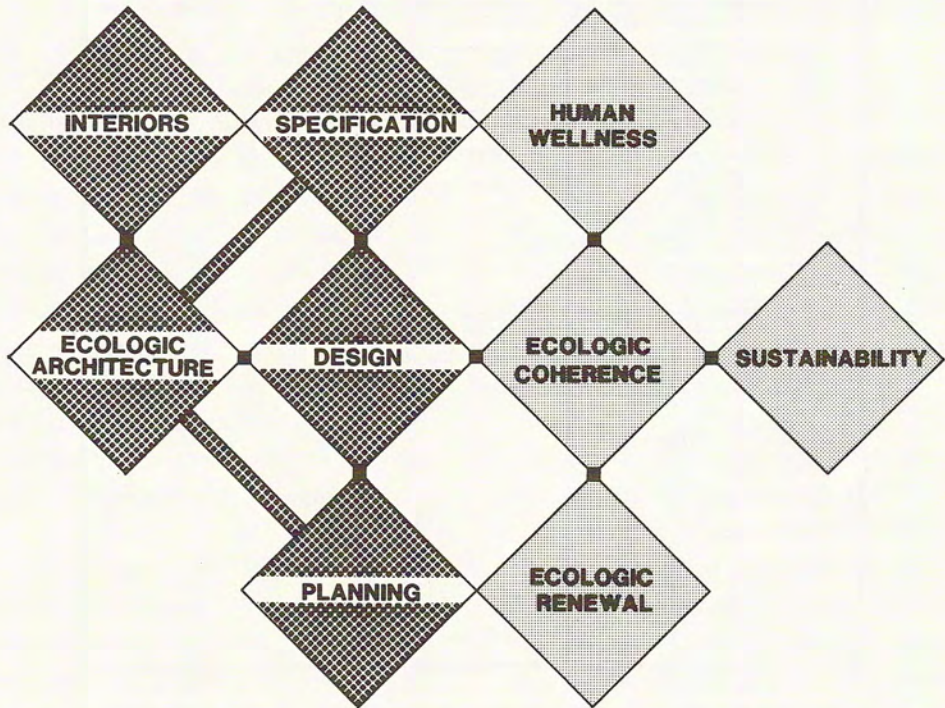 INTERIORS
SPECIFICATION
HUMAN
WELLNESS
ECOLOGIC
ARCHITECTURE
DESIGN
ECOLOGIC
COHERENCE
SUSTAINABILITY
PLANNING
ECOLOGIC
RENEWAL